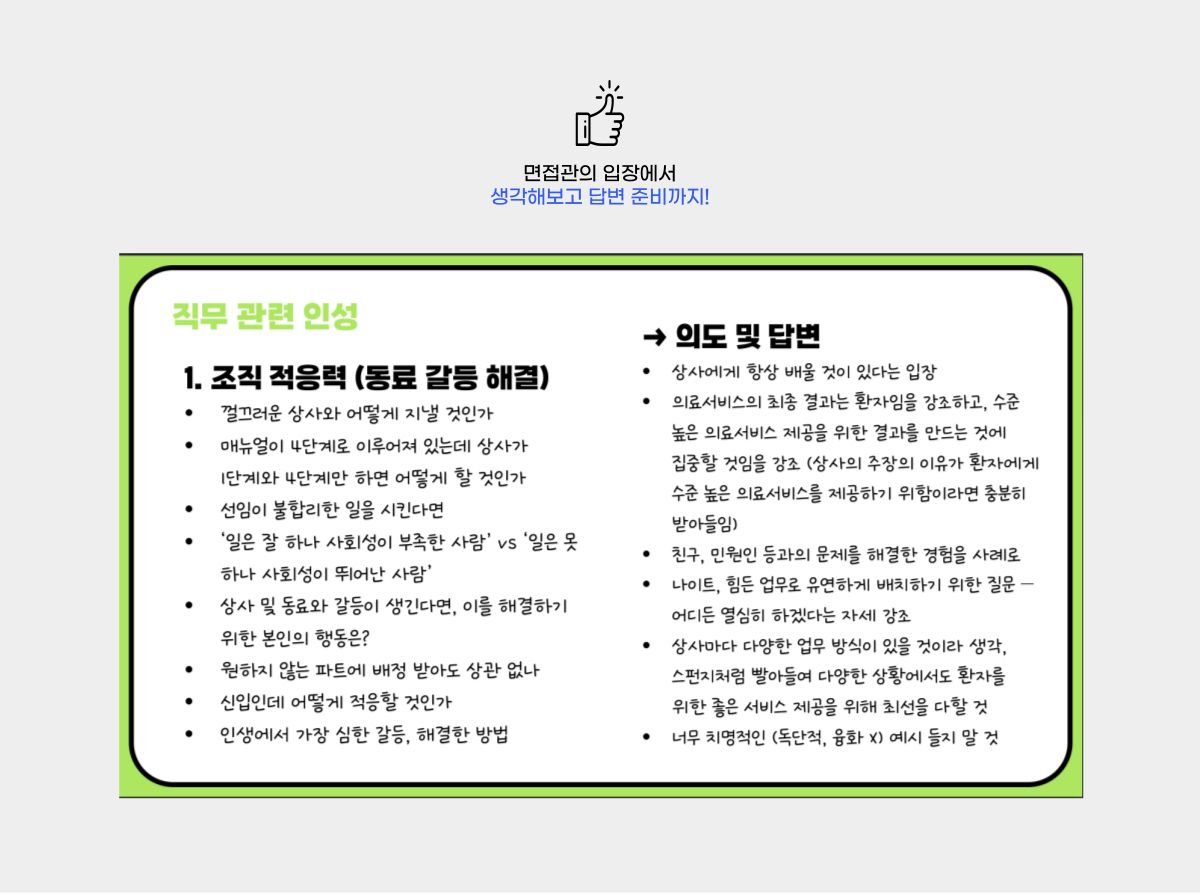 면접관의 입장에서
생각해보고 답변 준비까지!
직무 관련 인성
1. 조직 적응력 (동료 갈등 해결)
• 껄끄러운 상사와 어떻게 지낼 것인가
• 매뉴얼이 4단계로 이루어져 있는데 상사가
1단계와 4단계만 하면 어떻게 할 것인가
• 선임이 불합리한 일을 시킨다면
• ‘일은 잘 하나 사회성이 부족한 사람’ vs ‘일은 못
하나 사회성이 뛰어난 사람’
• 상사 및 동료와 갈등이 생긴다면, 이를 해결하기
위한 본인의 행동은?
• 원하지 않는 파트에 배정 받아도 상관 없나
• 신입인데 어떻게 적응할 것인가
• 인생에서 가장 심한 갈등, 해결한 방법
→ 의도 및 답변
• 상사에게 항상 배울 것이 있다는 입장
• 의료서비스의 최종 결과는 환자임을 강조하고, 수준
높은 의료서비스 제공을 위한 결과를 만드는 것에
집중할 것임을 강조 (상사의 주장의 이유가 환자에게
수준 높은 의료서비스를 제공하기 위함이라면 충분히
받아들임)
• 친구, 민원인 등과의 문제를 해결한 경험을 사례로
• 나이트, 힘든 업무로 유연하게 배치하기 위한 질문 –
어디든 열심히 하겠다는 자세 강조
• 상사마다 다양한 업무 방식이 있을 것이라 생각,
스펀지처럼 빨아들여 다양한 상황에서도 환자를
위한 좋은 서비스 제공을 위해 최선을 다할 것
• 너무 치명적인 (독단적, 융화 X) 예시 들지 말 것